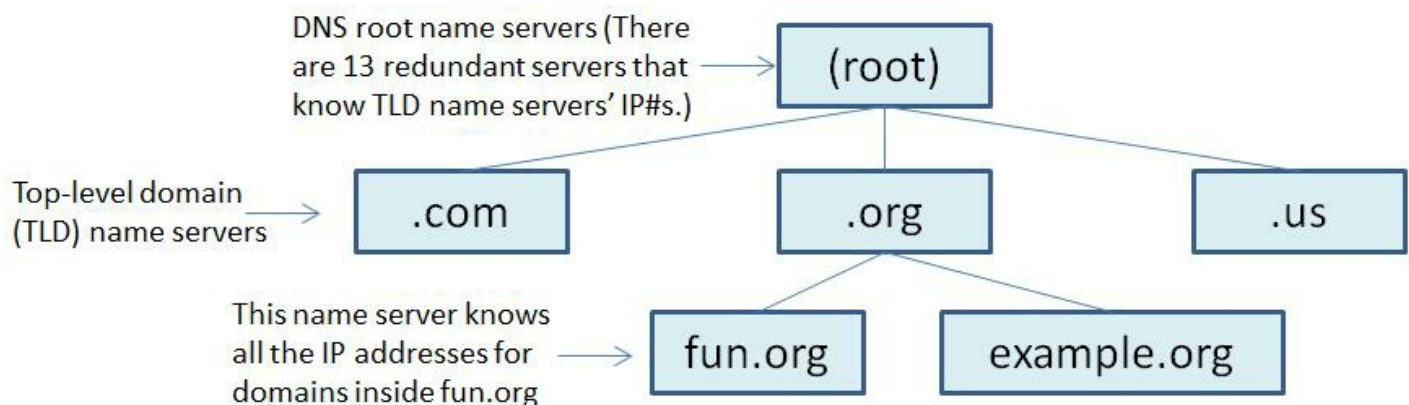 DNS root name servers (There
are 13 redundant servers that
know TLD name servers’ IP#s.)
(root)
Top-level domain
(TLD) name servers
.com
.org
.us
This name server knows
all the IP addresses for
domains inside fun.org
fun.org
example.org